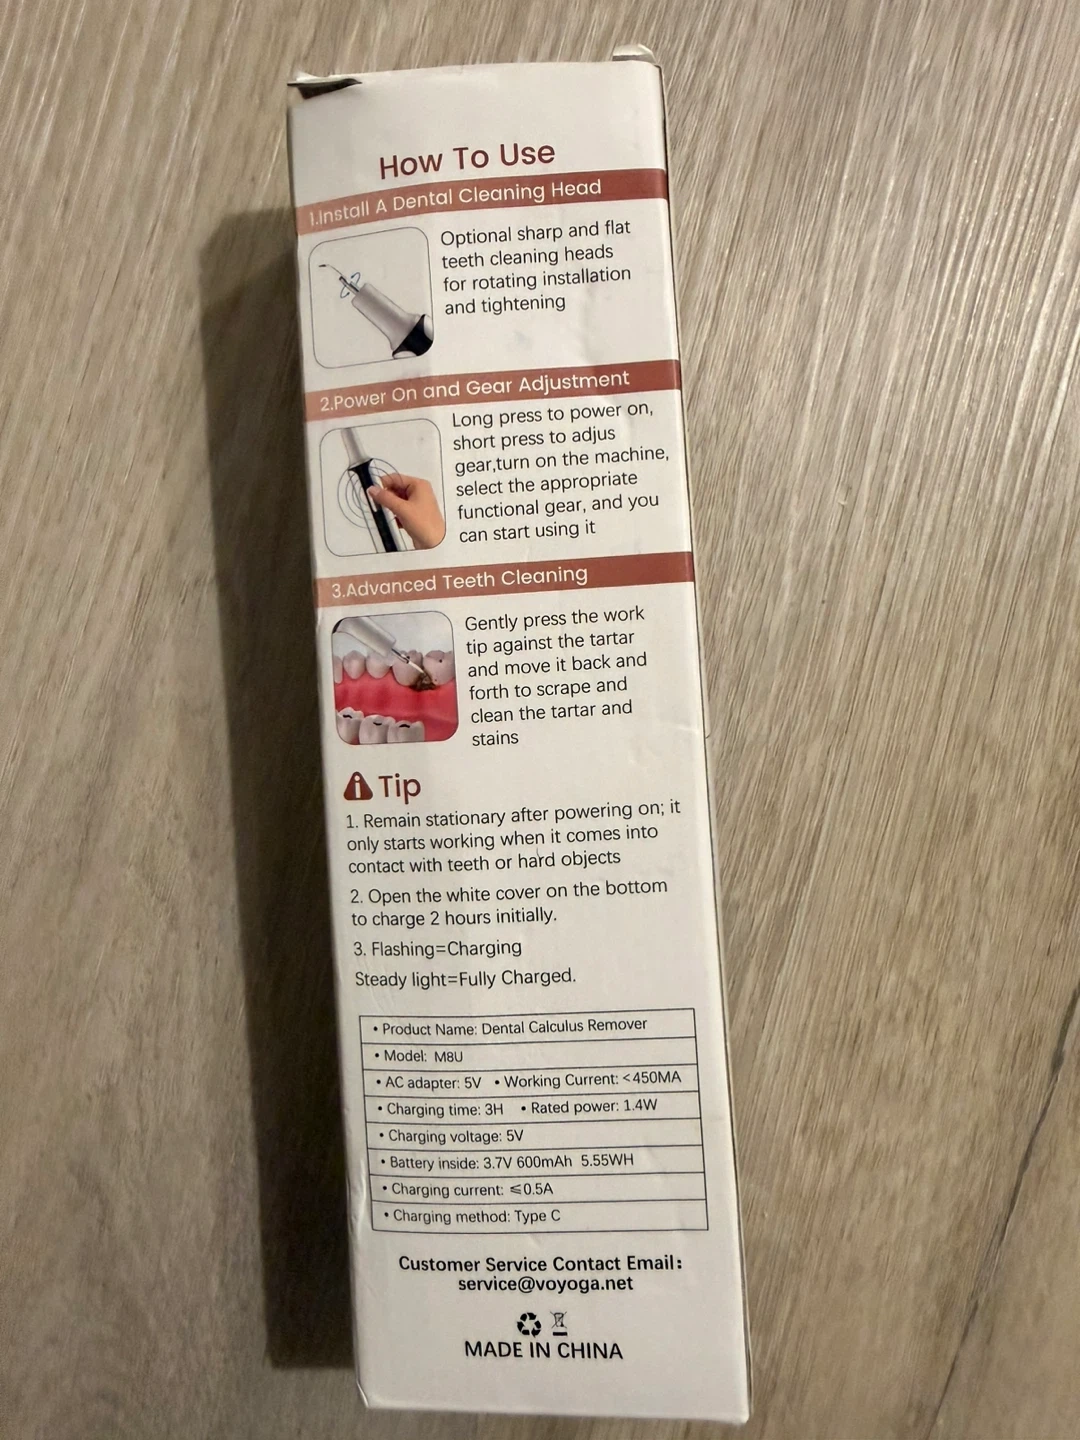 How To Use
1.Install A Dental Cleaning Head
Optional sharp and flat
teeth cleaning heads
for rotating installation
and tightening
2.Power On and Gear Adjustment
Long press to power on,
short press to adjus
gear,turn on the machine,
select the appropriate
functional gear, and you
can start using it
3.Advanced Teeth Cleaning
Gently press the work
tip against the tartar
and move it back and
forth to scrape and
clean the tartar and
stains
Tip
1. Remain stationary after powering on; it
only starts working when it comes into
contact with teeth or hard objects
2. Open the white cover on the bottom
to charge 2 hours initially.
3. Flashing=Charging
Steady light=Fully Charged.
• Product Name: Dental Calculus Remover
• Model: M8U
• AC adapter: 5V • Working Current: <450MA
• Charging time: 3H • Rated power: 1.4W
• Charging voltage: 5V
• Battery inside: 3.7V 600mAh 5.55WH
• Charging current: ⩽0.5A
• Charging method: Type C
Customer Service Contact Email:
service@voyoga.net
MADE IN CHINA